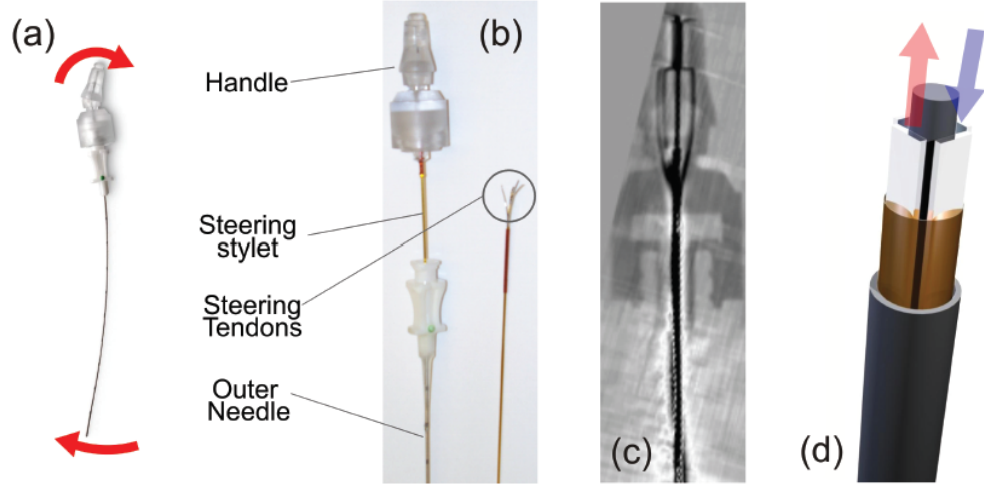 (a)
(b)
Handle
Steering
stylet
Steering
Tendons
Outer
Needle
(c)
(d)